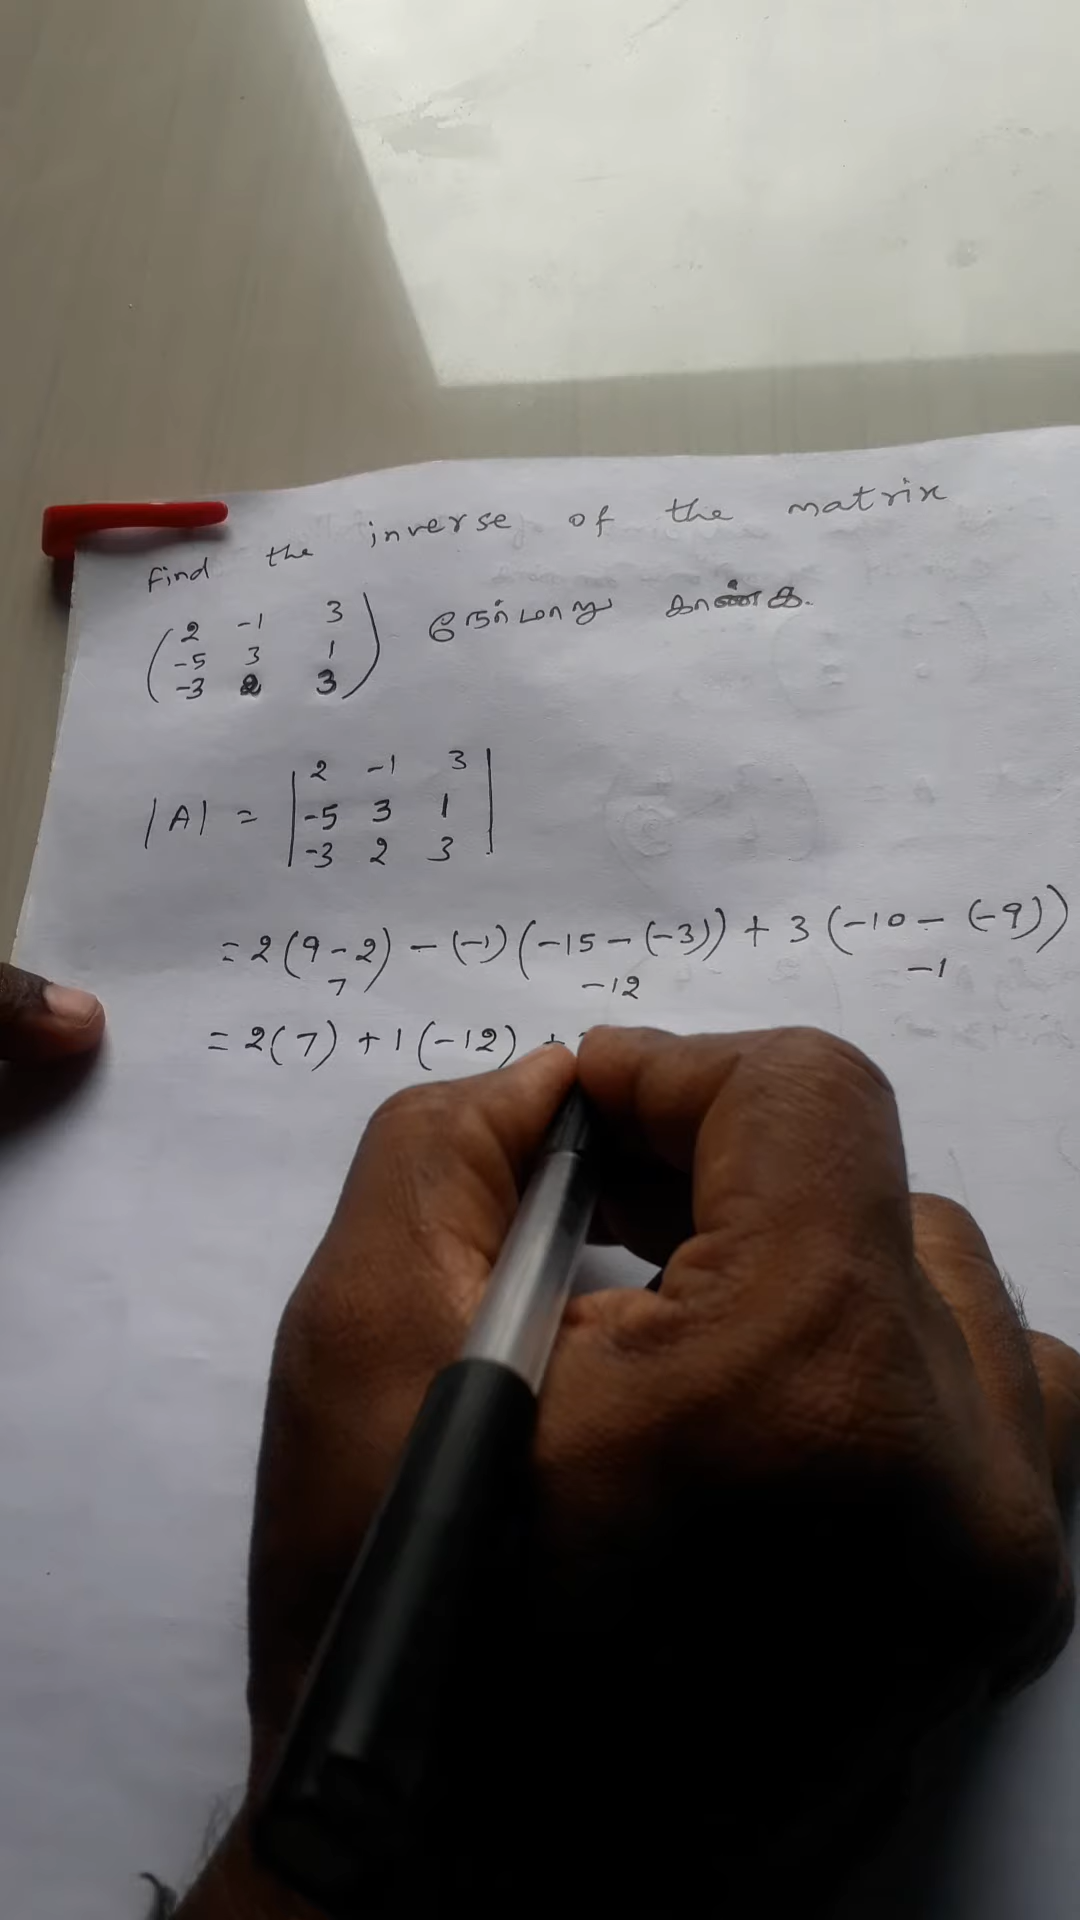 Find the inverse of the matrix
2 -1 3
-5 3 1
-3 2 3
நேர்மாறு காண்க.
|A| = | 2 -1 3 |
| -5 3 1 |
| -3 2 3 |
= 2 (9 - 2) - (-1) (-15 - (-3)) + 3 (-10 - (-9))
7 -12 -1
= 2 (7) + 1 (-12) +